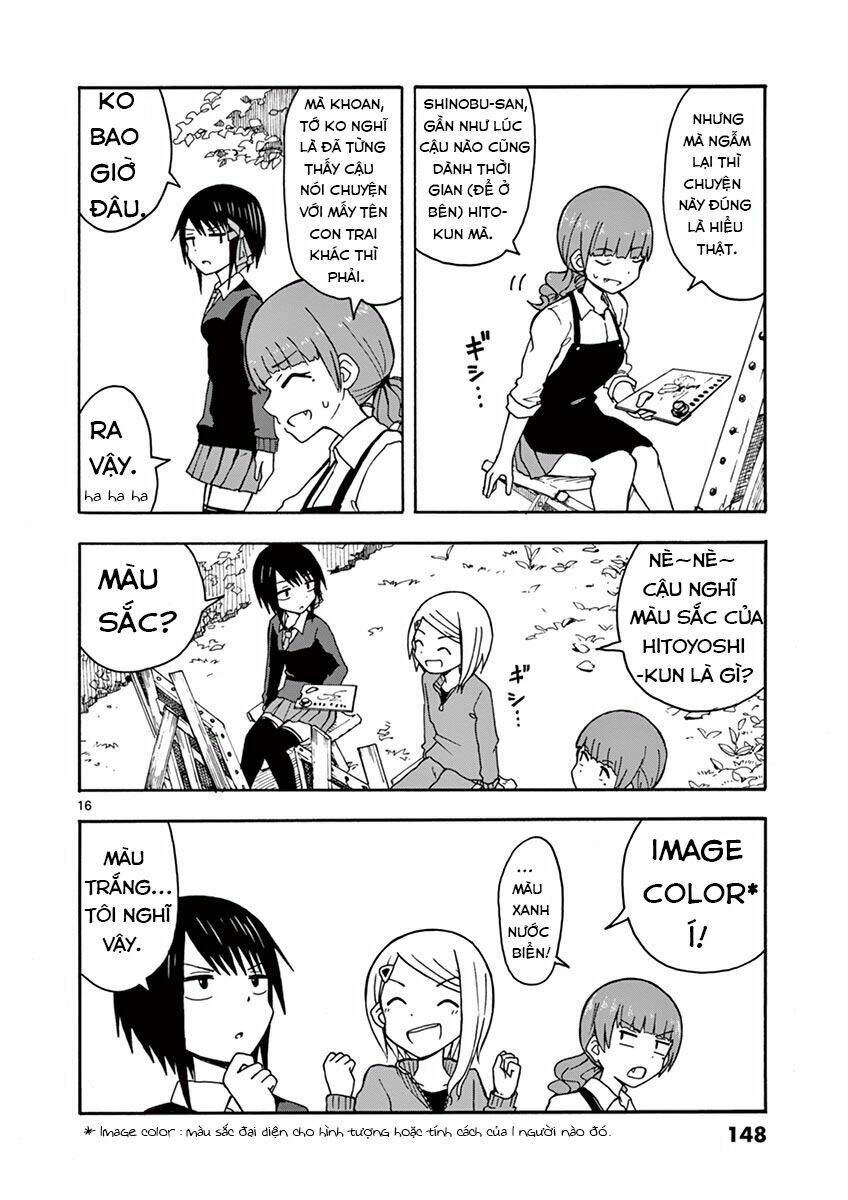 NHƯNG
MÀ NGẪM
LẠI THÌ
CHUYỆN
NÀY ĐÚNG
LÀ HIỂU
THẬT.
SHINOBU-SAN,
GẦN NHƯ LÚC
CẬU NÀO CŨNG
DÀNH THỜI
GIAN (ĐỂ Ở
BÊN) HITO-
KUN MÀ.
ギシ…
MÀ KHOAN,
TỚ KO NGHĨ
LÀ ĐÃ TỪNG
THẤY CẬU
NÓI CHUYỆN
VỚI MẤY TÊN
CON TRAI
KHÁC THÌ
PHẢI.
KO
BAO
GIỜ
ĐÂU.
RA
VẬY.
ha ha ha
NÈ~NÈ~
CẬU NGHĨ
MÀU SẮC CỦA
HITOYOSHI
-KUN LÀ GÌ?
ギシ…
MÀU
SẮC?
16
IMAGE
COLOR*
Í!
...
MÀU
XANH
NƯỚC
BIỂN!
MÀU
TRẮNG...
TÔI NGHĨ
VẬY.
* Image color : màu sắc đại diện cho hình tượng hoặc tính cách của 1 người nào đó.
148